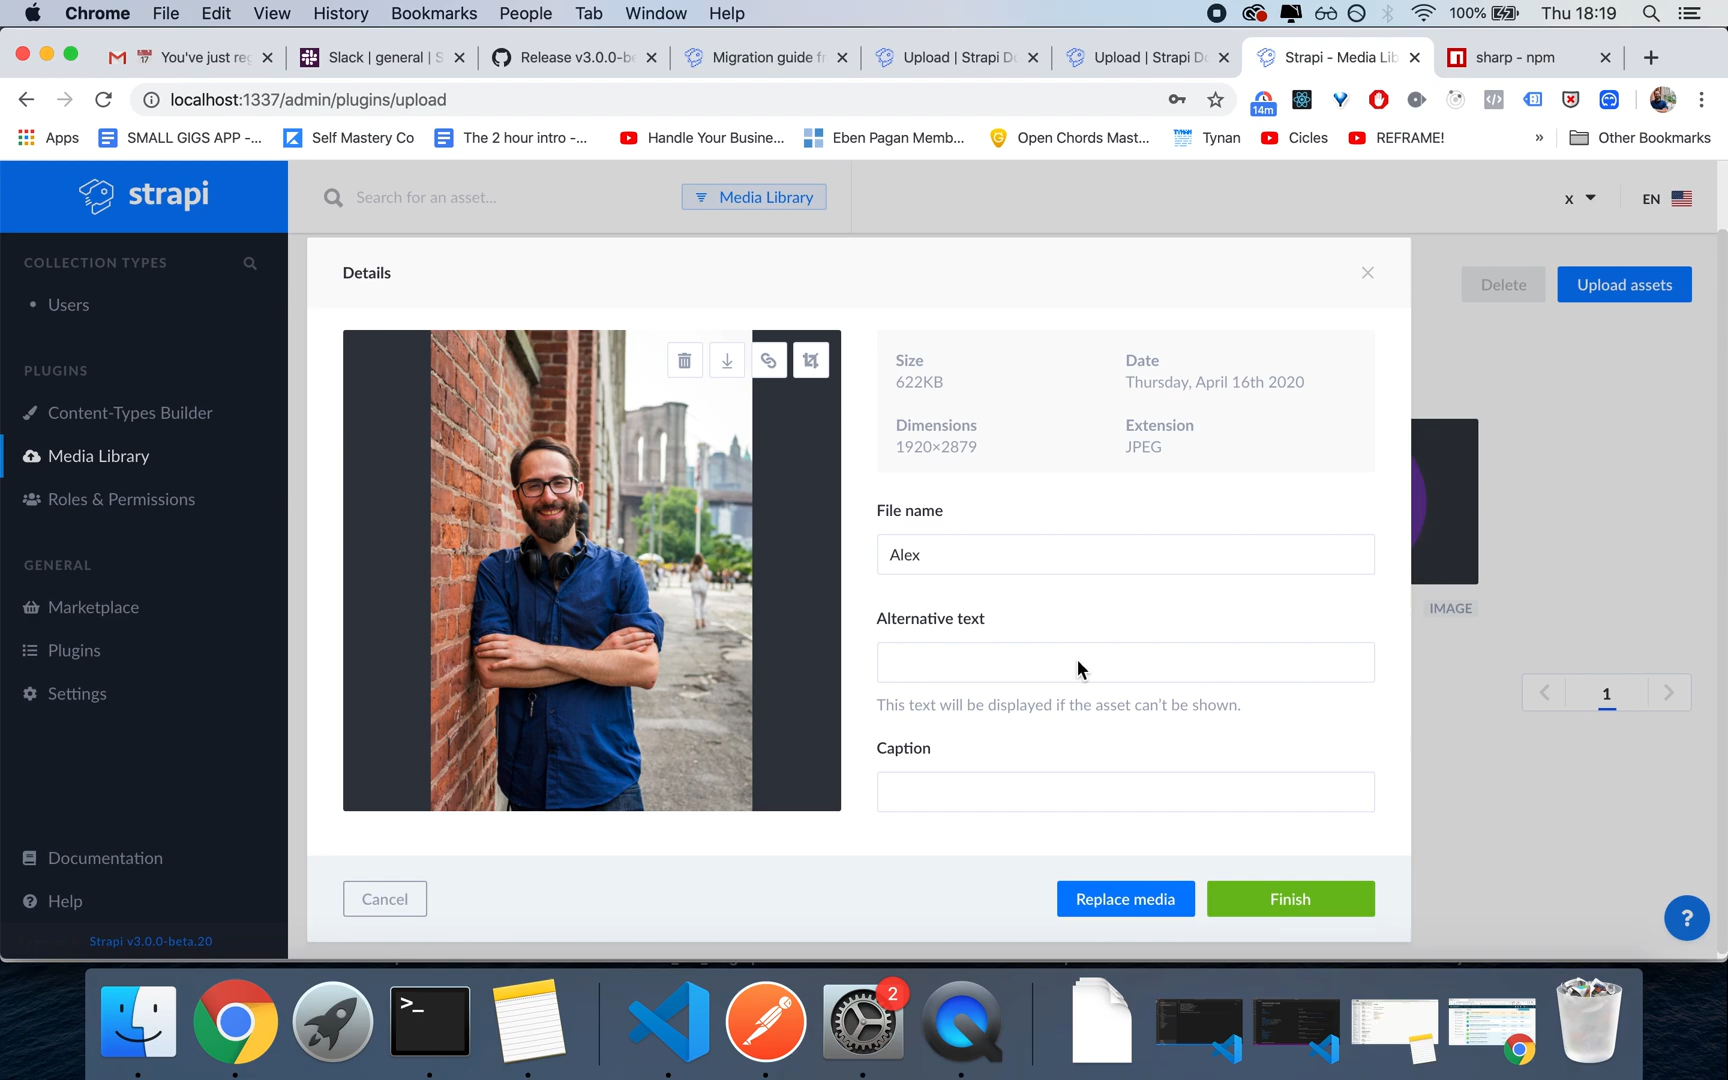 Chrome File Edit View History Bookmarks People Tab Window Help 100% Thu 18:19
You've just re
Slack | general | S
Release v3.0.0-be
Migration guide fr
Upload | Strapi Do
Upload | Strapi Do
Strapi - Media Lib
sharp - npm
localhost:1337/admin/plugins/upload
14m
Apps
SMALL GIGS APP -...
Self Mastery Co
The 2 hour intro -...
Handle Your Busine...
Eben Pagan Memb...
Open Chords Mast...
TYNAN
Tynan
Cicles
REFRAME!
»
Other Bookmarks
strapi
Search for an asset...
Media Library
x
EN
COLLECTION TYPES
Users
PLUGINS
Content-Types Builder
Media Library
Roles & Permissions
GENERAL
Marketplace
Plugins
Settings
Documentation
Help
Strapi v3.0.0-beta.20
Details
Delete
Upload assets
Size
622KB
Date
Thursday, April 16th 2020
Dimensions
1920×2879
Extension
JPEG
File name
Alex
Alternative text
This text will be displayed if the asset can't be shown.
Caption
IMAGE
1
Cancel
Replace media
Finish
?
>_
2